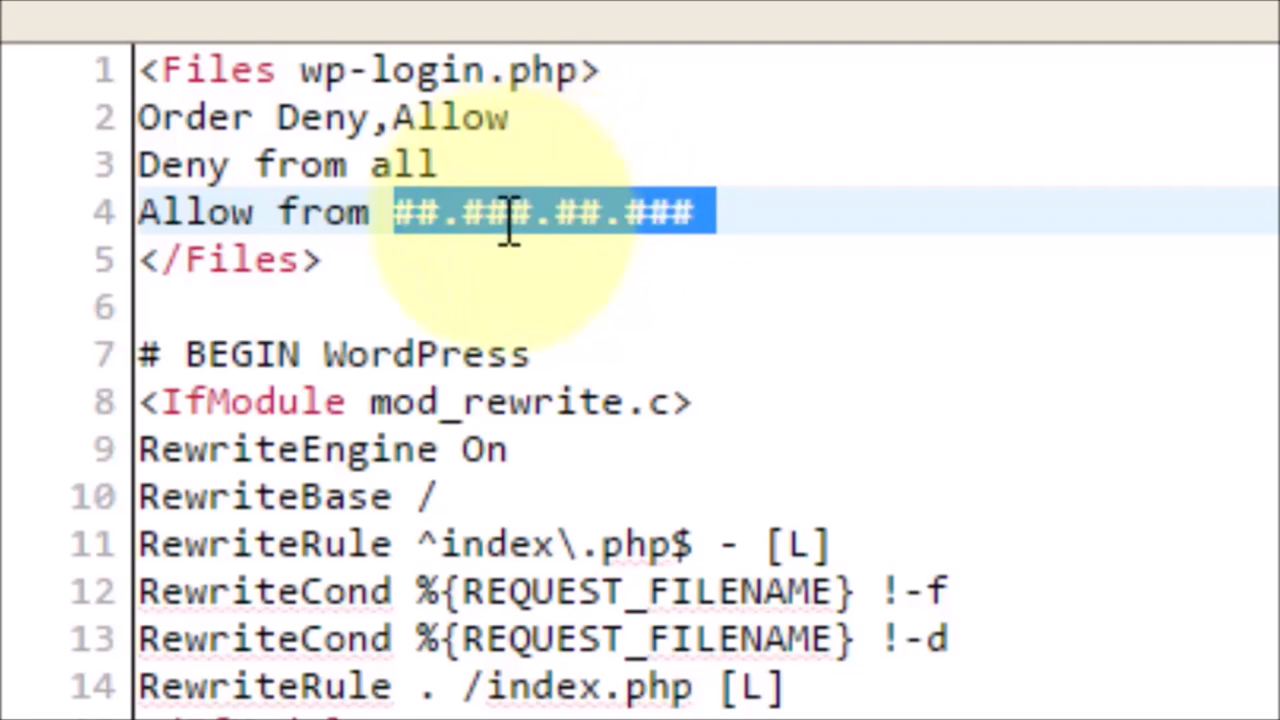 1 <Files wp-login.php>
2 Order Deny,Allow
3 Deny from all
4 Allow from ##.###.##.###
5 </Files>
6
7 # BEGIN WordPress
8 <IfModule mod_rewrite.c>
9 RewriteEngine On
10 RewriteBase /
11 RewriteRule ^index\.php$ - [L]
12 RewriteCond %{REQUEST_FILENAME} !-f
13 RewriteCond %{REQUEST_FILENAME} !-d
14 RewriteRule . /index.php [L]